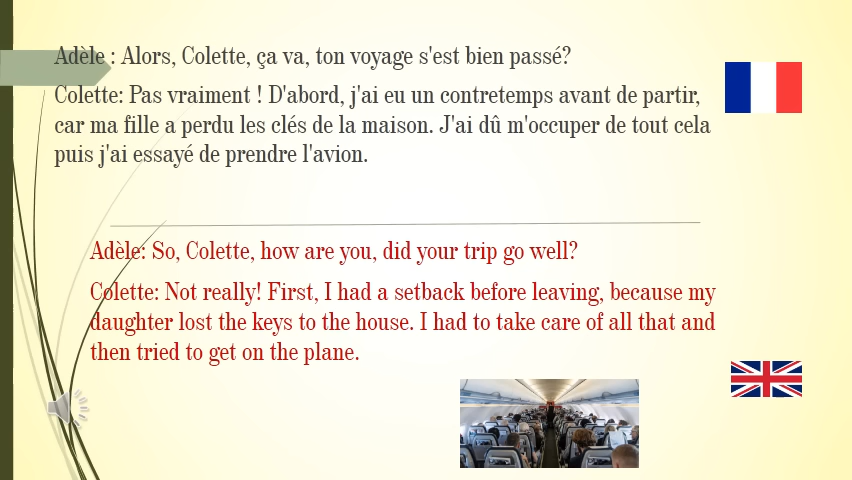 Adèle : Alors, Colette, ça va, ton voyage s'est bien passé?
Colette: Pas vraiment ! D'abord, j'ai eu un contretemps avant de partir,
car ma fille a perdu les clés de la maison. J'ai dû m'occuper de tout cela
puis j'ai essayé de prendre l'avion.
Adèle: So, Colette, how are you, did your trip go well?
Colette: Not really! First, I had a setback before leaving, because my
daughter lost the keys to the house. I had to take care of all that and
then tried to get on the plane.